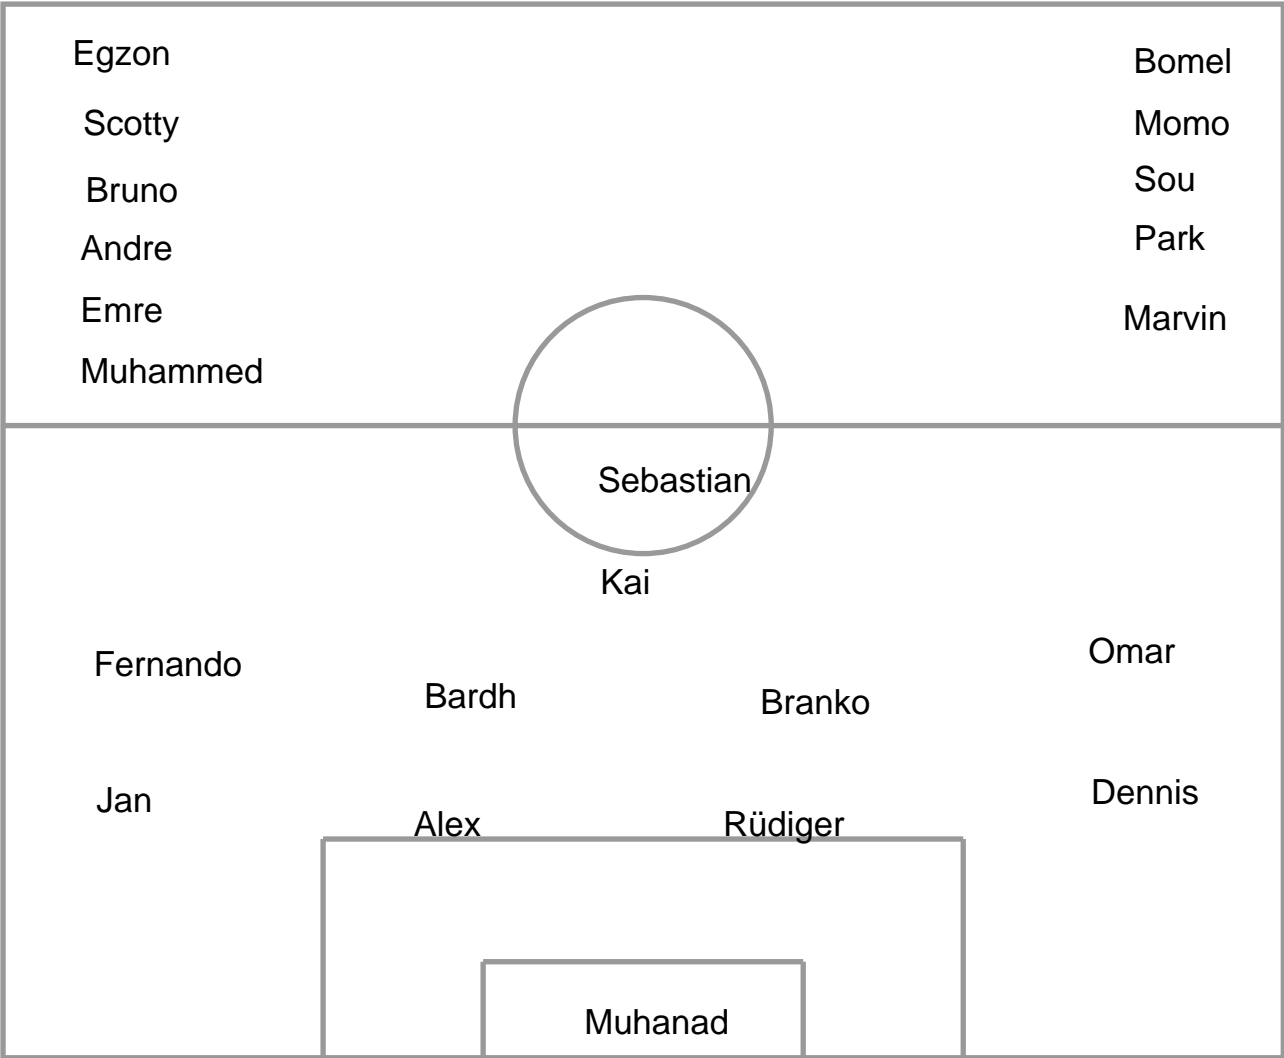 Egzon
Bomel
Scotty
Momo
Bruno
Sou
Andre
Park
Emre
Marvin
Muhammed
Sebastian
Kai
Fernando
Omar
Bardh
Branko
Jan
Dennis
Alex
Rüdiger
Muhanad